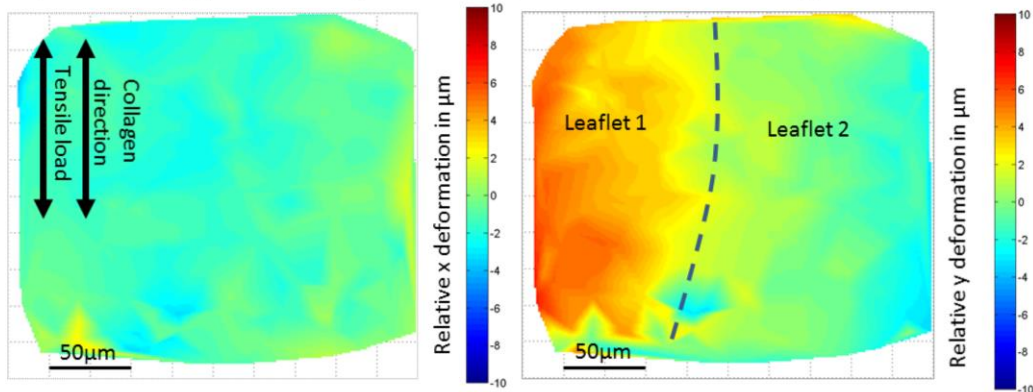 Tensile load
Collagen
direction
50μm
10
8
6
4
2
0
-2
-4
-6
-8
-10
Relative x deformation in μm
Leaflet 1
Leaflet 2
50μm
10
8
6
4
2
0
-2
-4
-6
-8
-10
Relative y deformation in μm